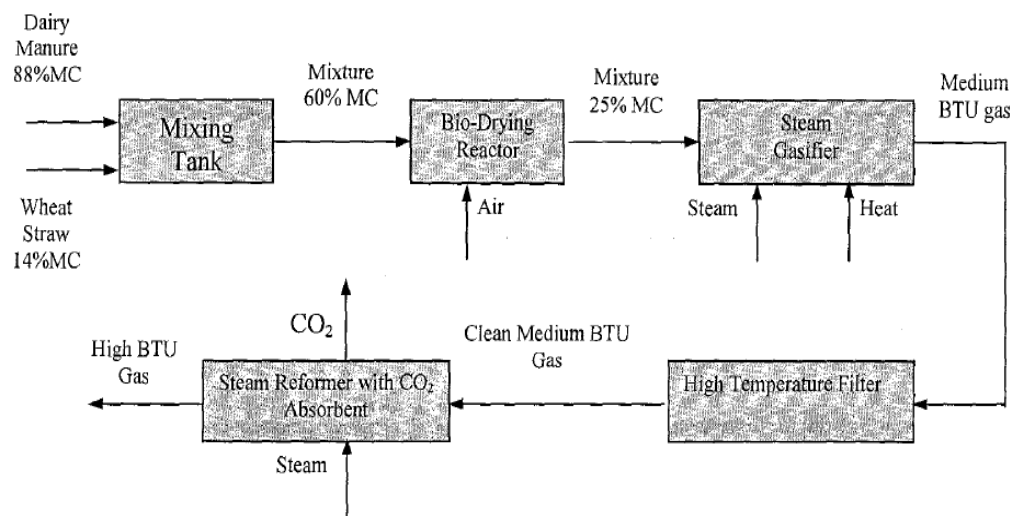 Dairy
Manure
88%MC
Mixing
Tank
Wheat
Straw
14%MC
Mixture
60% MC
Bio-Drying
Reactor
Air
Mixture
25% MC
Steam
Gasifier
Steam
Heat
Medium
BTU gas
High Temperature Filter
Clean Medium BTU
Gas
Steam Reformer with CO₂
Absorbent
CO₂
Steam
High BTU
Gas